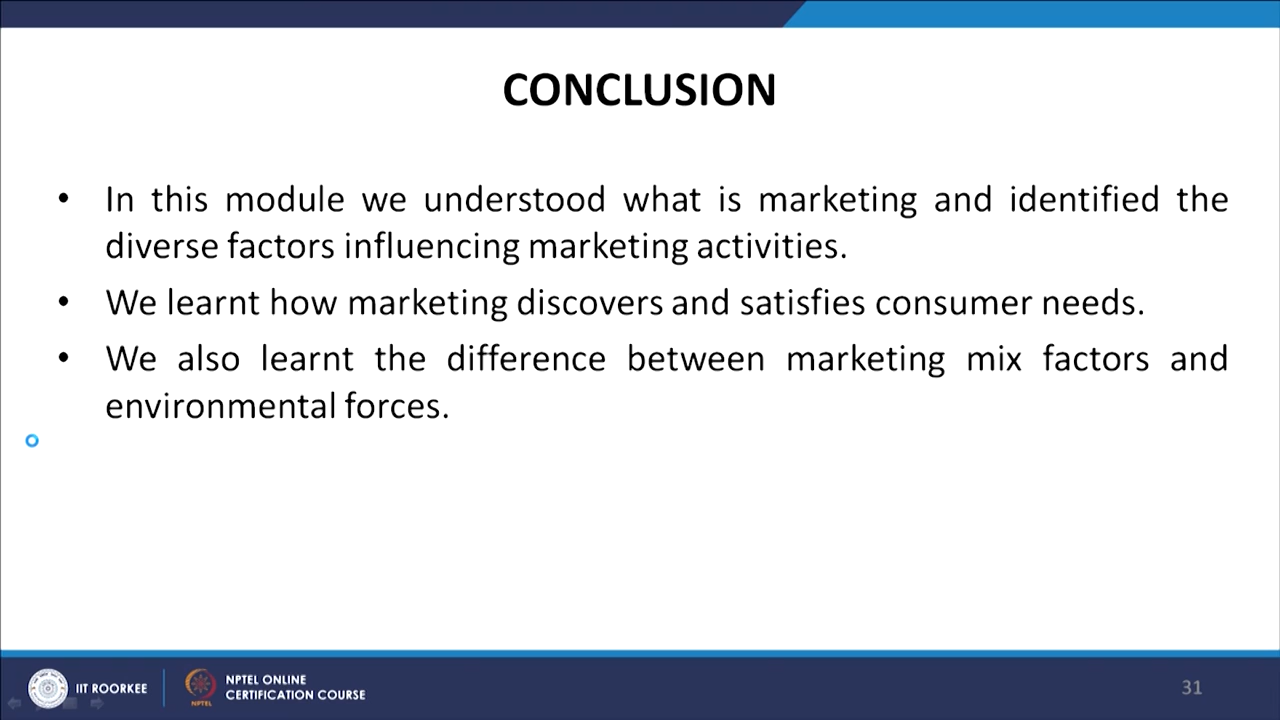 CONCLUSION
• In this module we understood what is marketing and identified the
diverse factors influencing marketing activities.
• We learnt how marketing discovers and satisfies consumer needs.
• We also learnt the difference between marketing mix factors and
environmental forces.
IIT ROORKEE
NPTEL
NPTEL ONLINE
CERTIFICATION COURSE
31